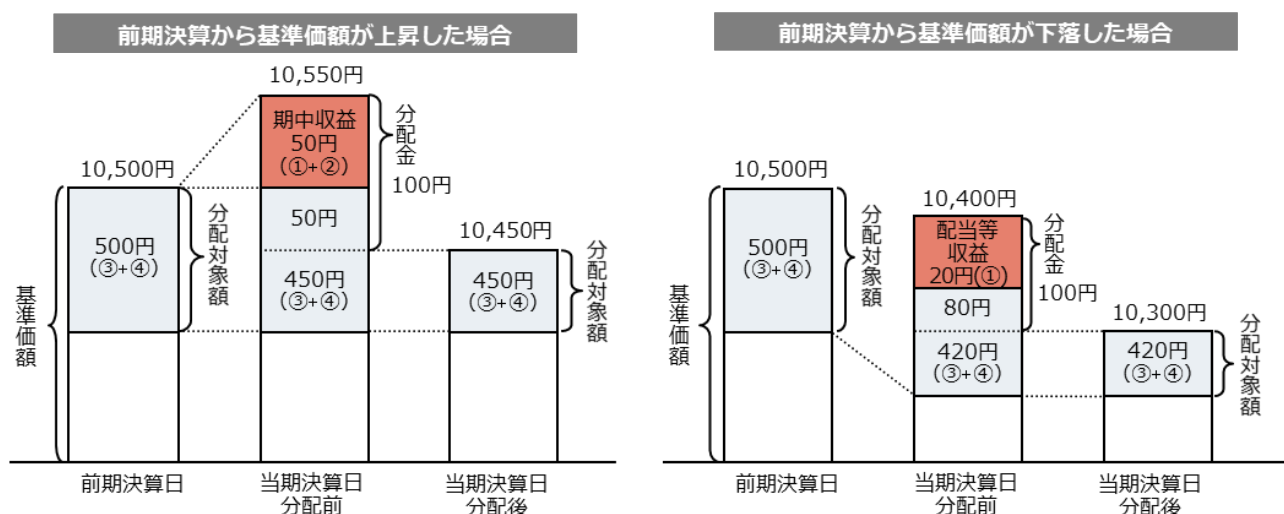 前期決算から基準価額が上昇した場合
10,550円
期中収益
50円
(①+②)
分配金
100円
10,500円
500円
(③+④)
分配対象額
50円
450円
(③+④)
10,450円
450円
(③+④)
分配対象額
基準価額
前期決算日
当期決算日
分配前
当期決算日
分配後
前期決算から基準価額が下落した場合
10,500円
500円
(③+④)
分配対象額
10,400円
配当等
収益
20円(①)
分配金
100円
80円
420円
(③+④)
10,300円
420円
(③+④)
分配対象額
基準価額
前期決算日
当期決算日
分配前
当期決算日
分配後